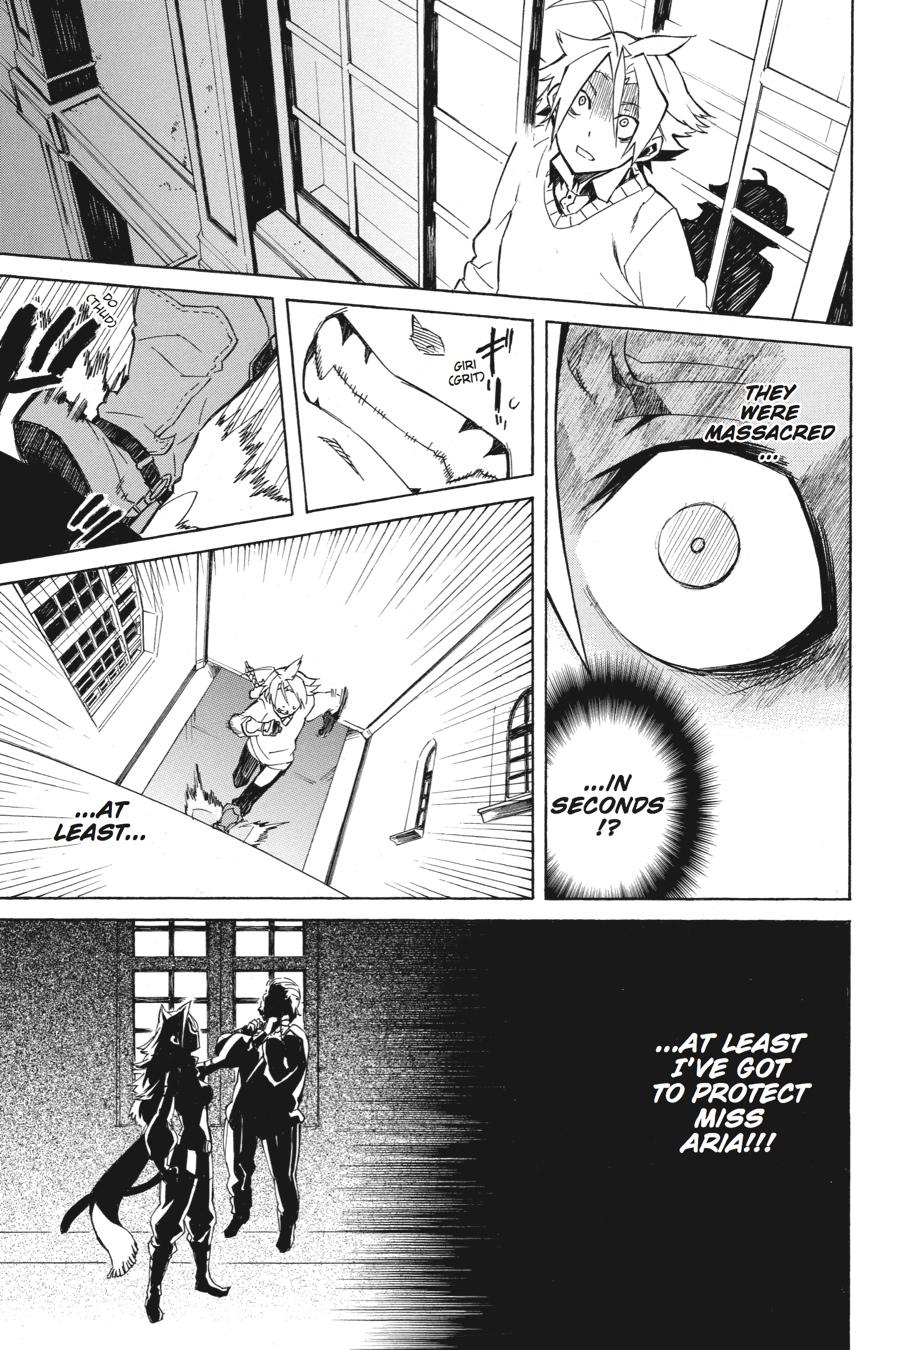 THEY
WERE
MASSACRED
...
...IN
SECONDS
!?
ギ
GIRI
(GRIT)
DO
(THUD)
...AT
LEAST...
...AT LEAST
I'VE GOT
TO PROTECT
MISS
ARIA!!!